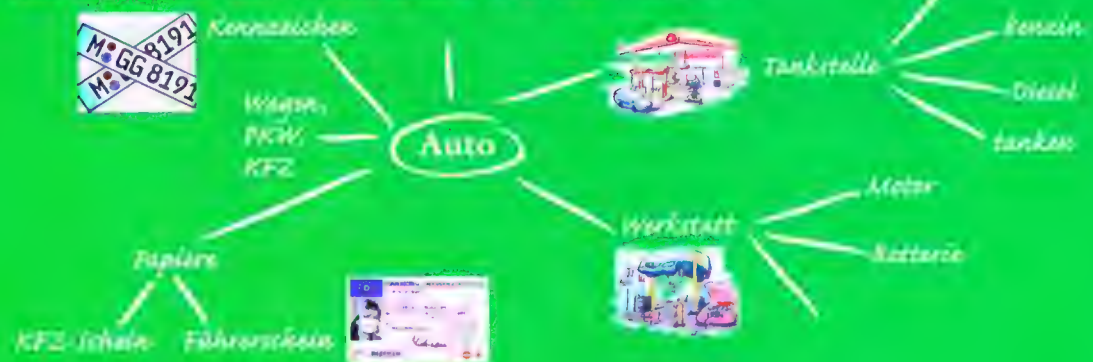 Kennzeichen
M GG 8191
M 8191
Wagen,
PKW,
KFZ
Auto
Tankstelle
Benzin
Diesel
tanken
Werkstatt
Motor
Batterie
Papiere
KFZ-Schein
Führerschein